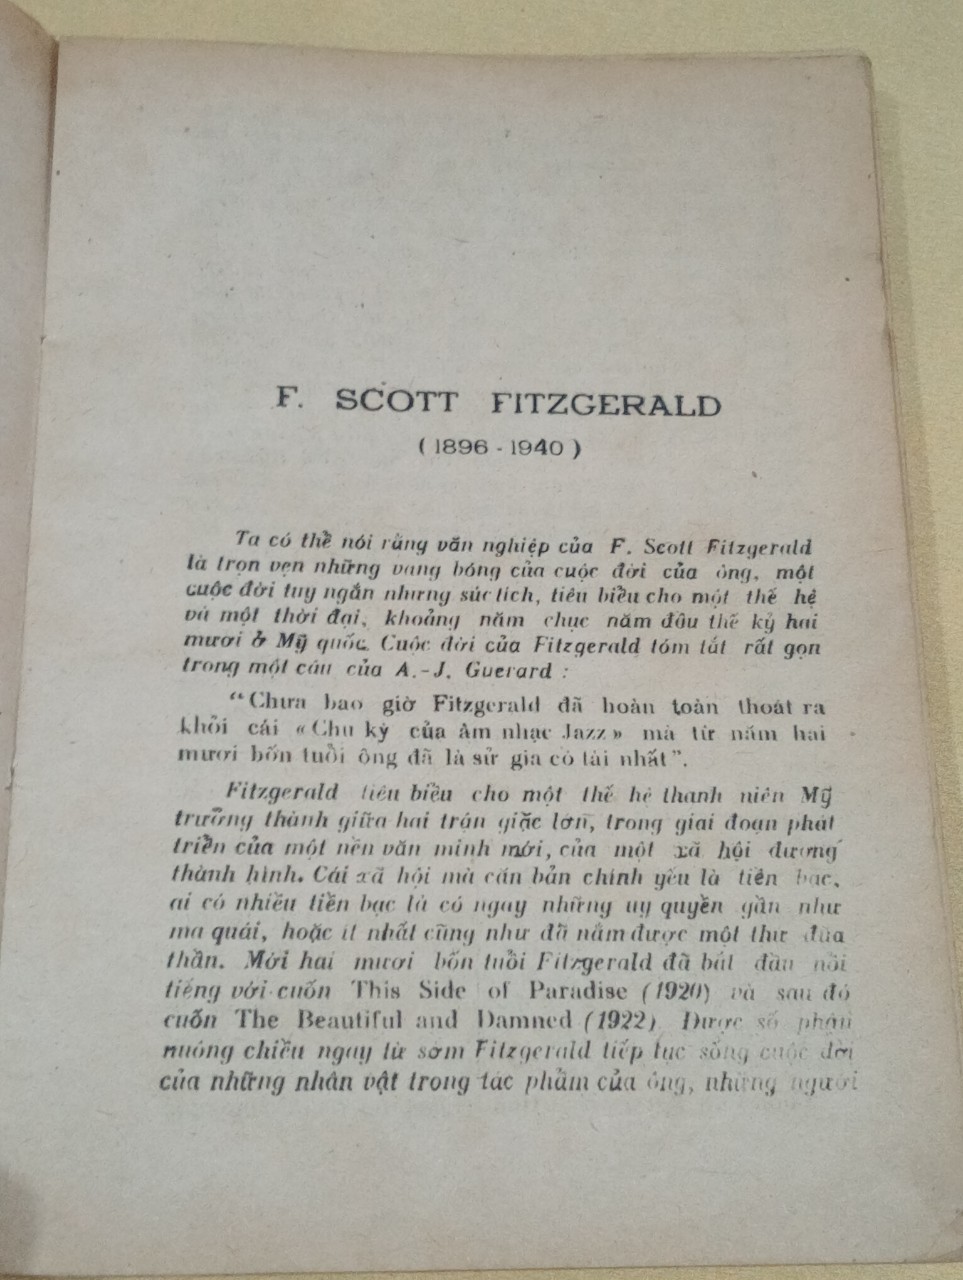 F. SCOTT FITZGERALD
( 1896 - 1940 )
Ta có thể nói rằng văn nghiệp của F. Scott Fitzgerald
là trọn vẹn những vang bóng của cuộc đời của ông, một
cuộc đời tuy ngắn nhưng súc tích, tiêu biều cho một thế hệ
và một thời đại, khoảng năm chục năm đầu thế kỷ hai
mươi ở Mỹ quốc. Cuộc đời của Fitzgerald tóm tắt rất gọn
trong một câu của A.-J. Guerard :
“Chưa bao giờ Fitzgerald đã hoàn toàn thoát ra
khỏi cái «Chu kỳ của âm nhạc Jazz» mà từ năm hai
mươi bốn tuổi ông đã là sử gia có tài nhất”.
Fitzgerald tiêu biều cho một thế hệ thanh niên Mỹ
trưởng thành giữa hai trận giặc lớn, trong giai đoạn phát
triển của một nền văn minh mới, của một xã hội đương
thành hình. Cái xã hội mà căn bản chính yếu là tiền bạc,
ai có nhiều tiền bạc là có ngay những uy quyền gần như
ma quái, hoặc ít nhất cũng như đã nắm được một thứ đũa
thần. Mới hai mươi bốn tuổi Fitzgerald đã bắt đầu nổi
tiếng với cuốn This Side of Paradise (1920) và sau đó
cuốn The Beautiful and Damned (1922). Được số phận
nuông chiều ngay từ sớm Fitzgerald tiếp tục sống cuộc đời
của những nhân vật trong tác phẩm của ông, những người